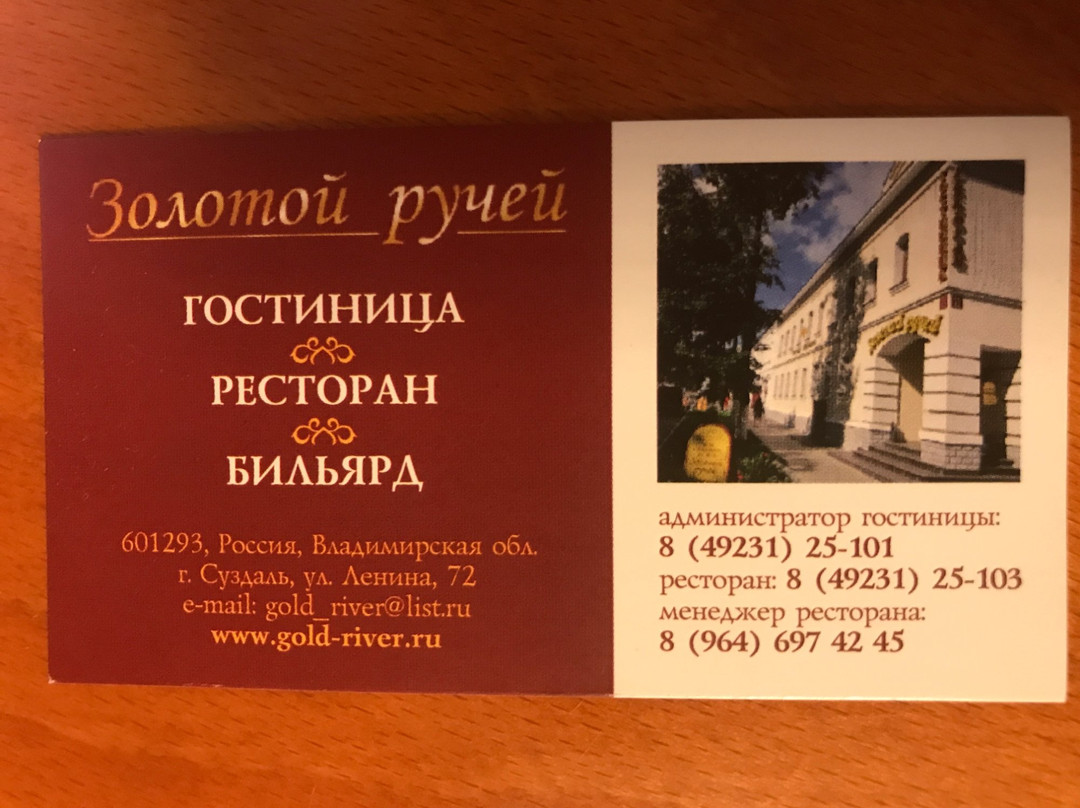 Золотой ручей
ГОСТИНИЦА
РЕСТОРАН
БИЛЬЯРД
601293, Россия, Владимирская обл.
г. Суздаль, ул. Ленина, 72
e-mail: gold_river@list.ru
www.gold-river.ru
золотой ручей
администратор гостиницы:
8 (49231) 25-101
ресторан: 8 (49231) 25-103
менеджер ресторана:
8 (964) 697 42 45